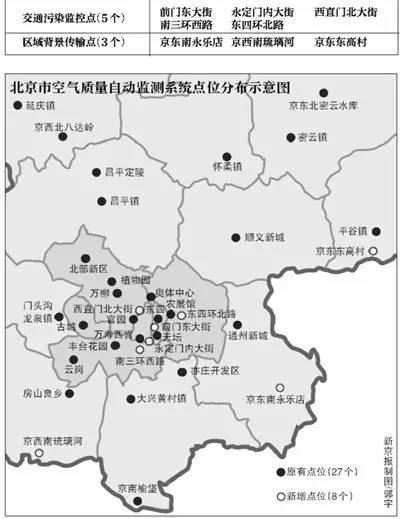 交通污染监控点(5个)
前门东大街 永定门内大街 西直门北大街
南三环西路 东四环北路
区域背景传输点(3个)
京东南永乐店 京西南琉璃河 京东东高村
北京市空气质量自动监测系统点位分布示意图
延庆镇
京东北密云水库
京西北八达岭
密云镇
怀柔镇
昌平定陵
昌平镇
平谷镇
顺义新城
京东东高村
北部新区
植物园
万柳
奥体中心
农展馆
门头沟
龙泉镇
西直门北大街
东四
东四环北路
古城
官园
前门东大街
万寿西宫
天坛
通州新城
丰台花园
永定门内大街
南三环西路
云岗
亦庄开发区
房山良乡
大兴黄村镇
京东南永乐店
京西南琉璃河
京南榆垡
原有点位(27个)
新增点位(8个)
新京报制图/郭宇